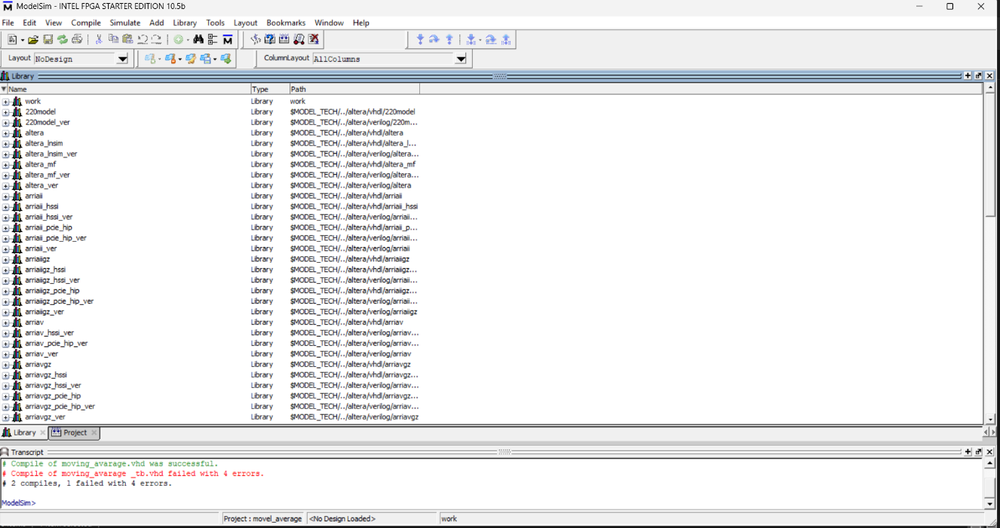 ModelSim - INTEL FPGA STARTER EDITION 10.5b
File Edit View Compile Simulate Add Library Tools Layout Bookmarks Window Help
Layout NoDesign ColumnLayout AllColumns
Library
Name Type Path
work Library work
220model Library $MODEL_TECH/../altera/vhdl/220model
220model_ver Library $MODEL_TECH/../altera/verilog/220m...
altera Library $MODEL_TECH/../altera/vhdl/altera
altera_lnsim Library $MODEL_TECH/../altera/vhdl/altera_l...
altera_lnsim_ver Library $MODEL_TECH/../altera/verilog/altera...
altera_mf Library $MODEL_TECH/../altera/vhdl/altera_mf
altera_mf_ver Library $MODEL_TECH/../altera/verilog/altera...
altera_ver Library $MODEL_TECH/../altera/verilog/altera
arriaii Library $MODEL_TECH/../altera/vhdl/arriaii
arriaii_hssi Library $MODEL_TECH/../altera/vhdl/arriaii_hssi
arriaii_hssi_ver Library $MODEL_TECH/../altera/verilog/arriaii...
arriaii_pcie_hip Library $MODEL_TECH/../altera/vhdl/arriaii_p...
arriaii_pcie_hip_ver Library $MODEL_TECH/../altera/verilog/arriaii...
arriaii_ver Library $MODEL_TECH/../altera/verilog/arriaii
arriaiigz Library $MODEL_TECH/../altera/vhdl/arriaiigz
arriaiigz_hssi Library $MODEL_TECH/../altera/vhdl/arriaiigz...
arriaiigz_hssi_ver Library $MODEL_TECH/../altera/verilog/arriaii...
arriaiigz_pcie_hip Library $MODEL_TECH/../altera/vhdl/arriaiigz...
arriaiigz_pcie_hip_ver Library $MODEL_TECH/../altera/verilog/arriaii...
arriaiigz_ver Library $MODEL_TECH/../altera/verilog/arriaiigz
arriav Library $MODEL_TECH/../altera/vhdl/arriav
arriav_hssi_ver Library $MODEL_TECH/../altera/verilog/arriav...
arriav_pcie_hip_ver Library $MODEL_TECH/../altera/verilog/arriav...
arriav_ver Library $MODEL_TECH/../altera/verilog/arriav
arriavgz Library $MODEL_TECH/../altera/vhdl/arriavgz
arriavgz_hssi Library $MODEL_TECH/../altera/vhdl/arriavgz...
arriavgz_hssi_ver Library $MODEL_TECH/../altera/verilog/arriav...
arriavgz_pcie_hip Library $MODEL_TECH/../altera/vhdl/arriavgz...
arriavgz_pcie_hip_ver Library $MODEL_TECH/../altera/verilog/arriav...
arriavgz_ver Library $MODEL_TECH/../altera/verilog/arriavgz
Library Project
Transcript
# Compile of moving_avarage.vhd was successful.
# Compile of moving_avarage _tb.vhd failed with 4 errors.
# 2 compiles, 1 failed with 4 errors.
ModelSim>
Project : movel_average <No Design Loaded> work